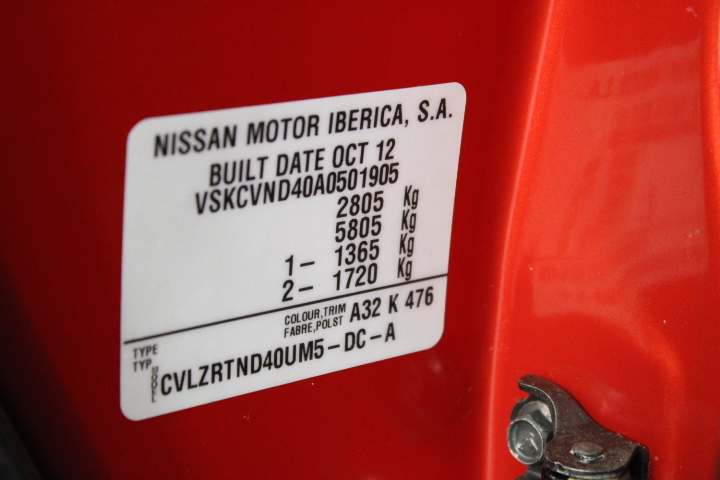 NISSAN MOTOR IBERICA, S.A.
BUILT DATE OCT 12
VSKCVND40A0501905
2805 Kg
5805 Kg
1- 1365 Kg
2- 1720 Kg
COLOUR,TRIM A32 K 476
FABRE,POLST
TYPE
TYP
MODEL CVLZRTND40UM5-DC-A